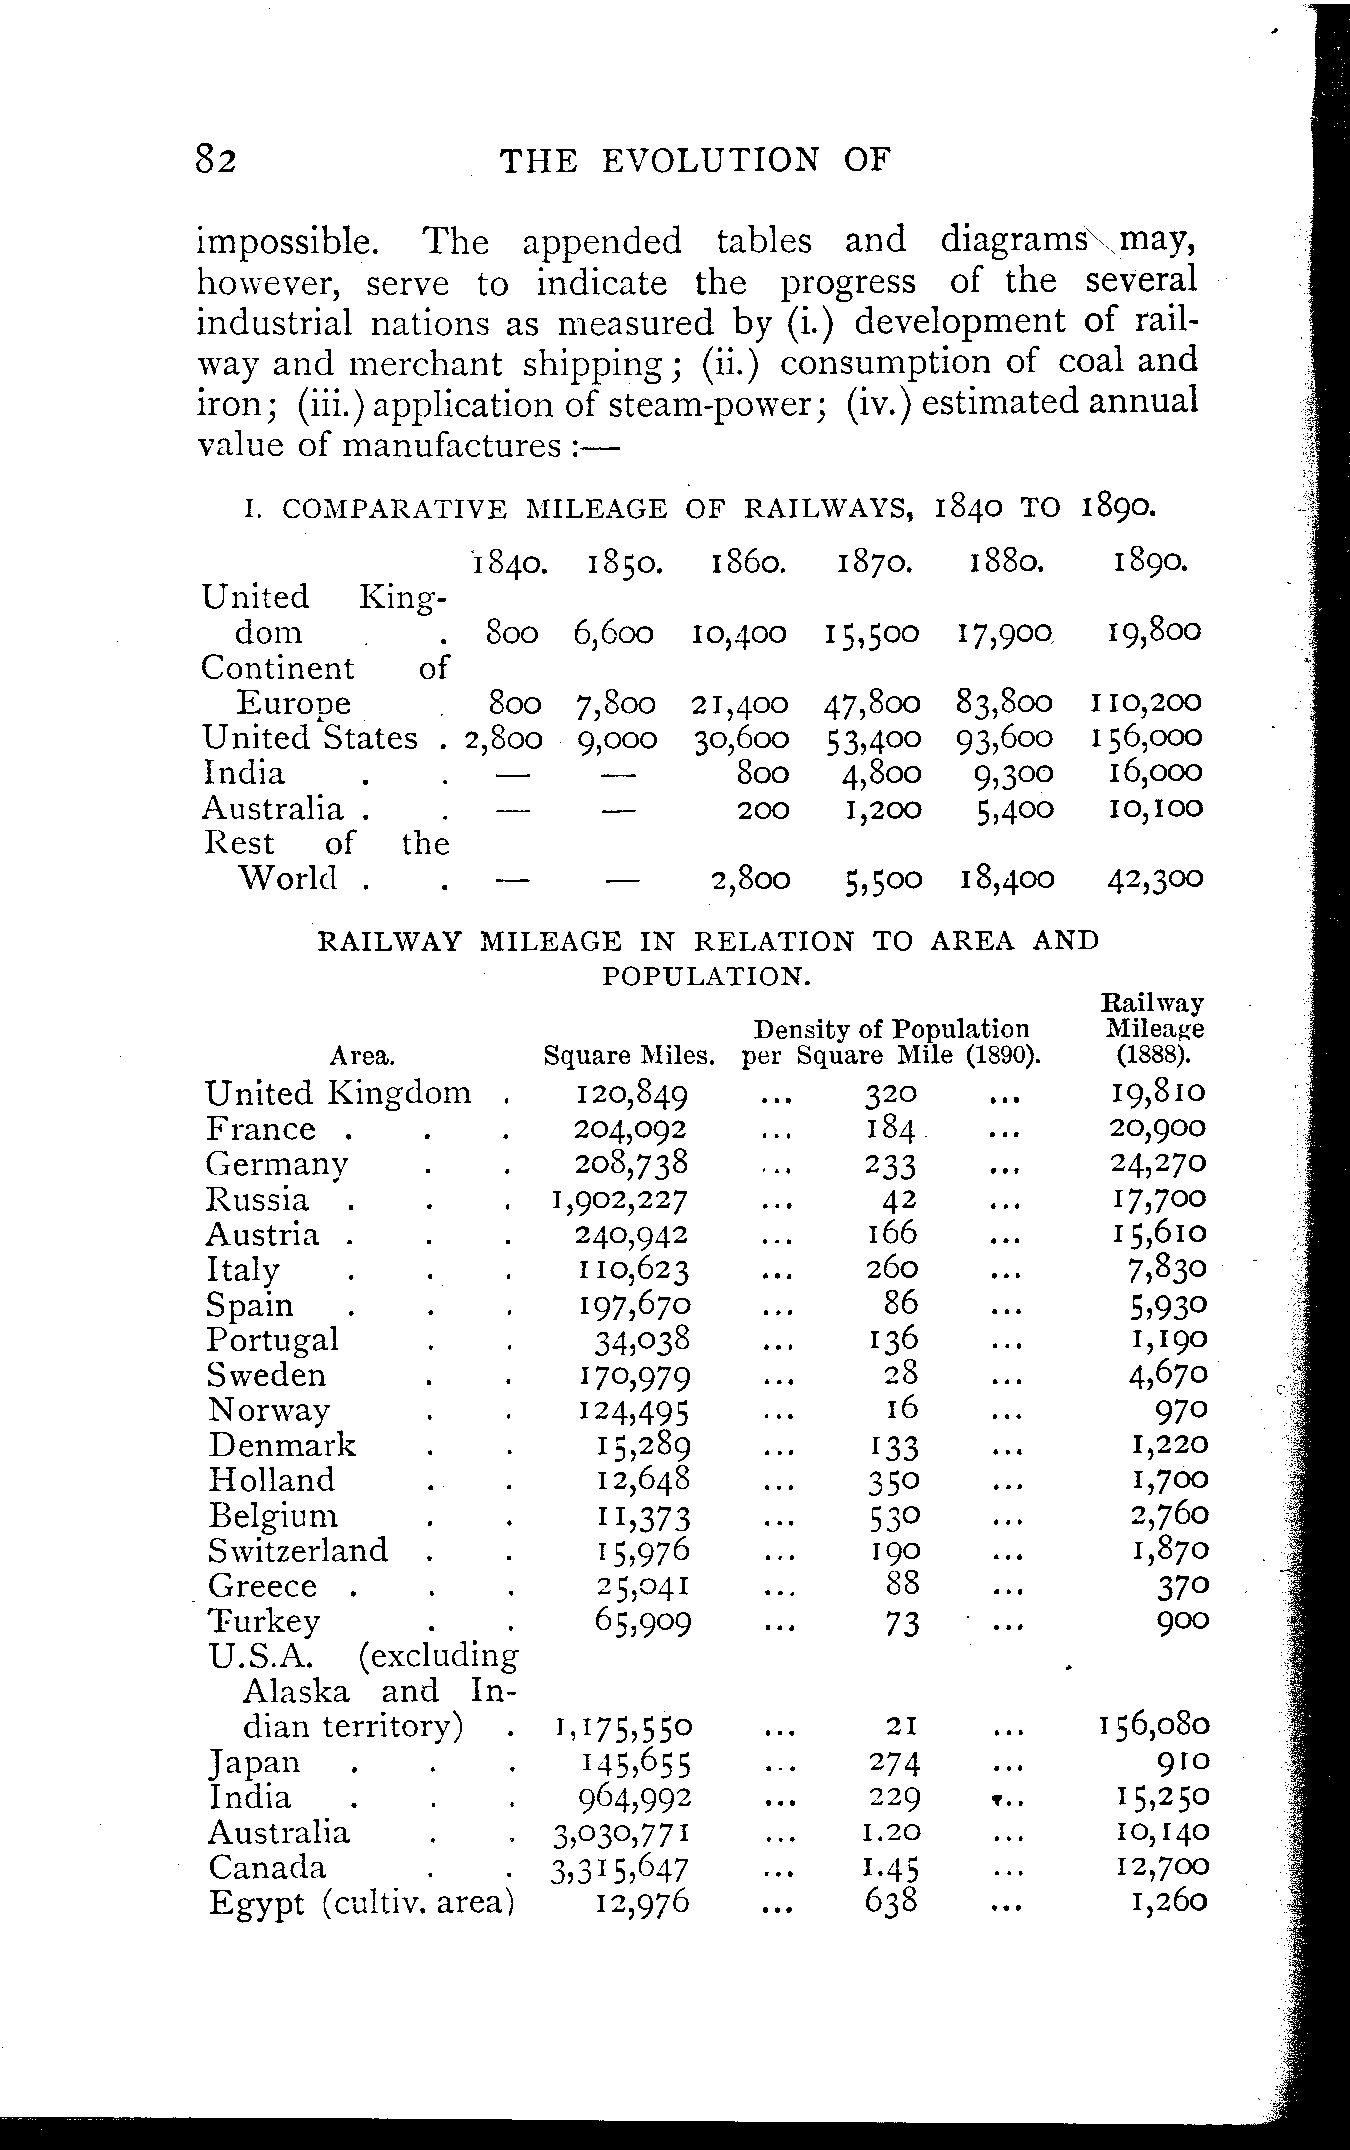 82 THE EVOLUTION OF
impossible. The appended tables and diagrams may,
however, serve to indicate the progress of the several
industrial nations as measured by (i.) development of rail-
way and merchant shipping; (ii.) consumption of coal and
iron; (iii.) application of steam-power; (iv.) estimated annual
value of manufactures :—
I. COMPARATIVE MILEAGE OF RAILWAYS, 1840 TO 1890.
1840. 1850. 1860. 1870. 1880. 1890.
United King-
dom . 800 6,600 10,400 15,500 17,900 19,800
Continent of
Europe . 800 7,800 21,400 47,800 83,800 110,200
United States . 2,800 9,000 30,600 53,400 93,600 156,000
India . . — — 800 4,800 9,300 16,000
Australia . . — — 200 1,200 5,400 10,100
Rest of the
World . . — — 2,800 5,500 18,400 42,300
RAILWAY MILEAGE IN RELATION TO AREA AND
POPULATION.
Railway
Density of Population Mileage
Area. Square Miles. per Square Mile (1890). (1888).
United Kingdom . 120,849 ... 320 ... 19,810
France . . . 204,092 ... 184 ... 20,900
Germany . . 208,738 ... 233 ... 24,270
Russia . . . 1,902,227 ... 42 ... 17,700
Austria . . . 240,942 ... 166 ... 15,610
Italy . . . 110,623 ... 260 ... 7,830
Spain . . . 197,670 ... 86 ... 5,930
Portugal . . 34,038 ... 136 ... 1,190
Sweden . . 170,979 ... 28 ... 4,670
Norway . . 124,495 ... 16 ... 970
Denmark . . 15,289 ... 133 ... 1,220
Holland . . 12,648 ... 350 ... 1,700
Belgium . . 11,373 ... 530 ... 2,760
Switzerland . . 15,976 ... 190 ... 1,870
Greece . . . 25,041 ... 88 ... 370
Turkey . . 65,909 ... 73 ... 900
U.S.A. (excluding
Alaska and In-
dian territory) . 1,175,550 ... 21 ... 156,080
Japan . . . 145,655 ... 274 ... 910
India . . . 964,992 ... 229 ... 15,250
Australia . . 3,030,771 ... 1.20 ... 10,140
Canada . . 3,315,647 ... 1.45 ... 12,700
Egypt (cultiv. area) 12,976 ... 638 ... 1,260